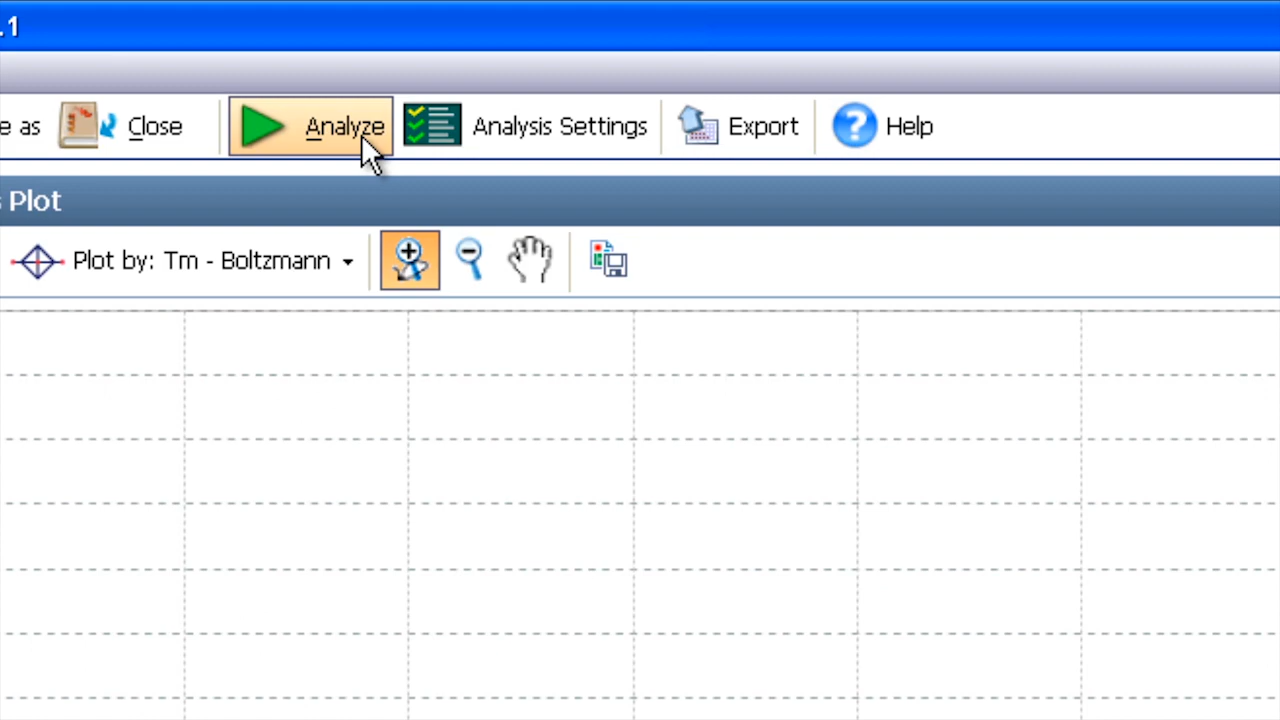 .1
e as Close Analyze Analysis Settings Export Help
s Plot
Plot by: Tm - Boltzmann